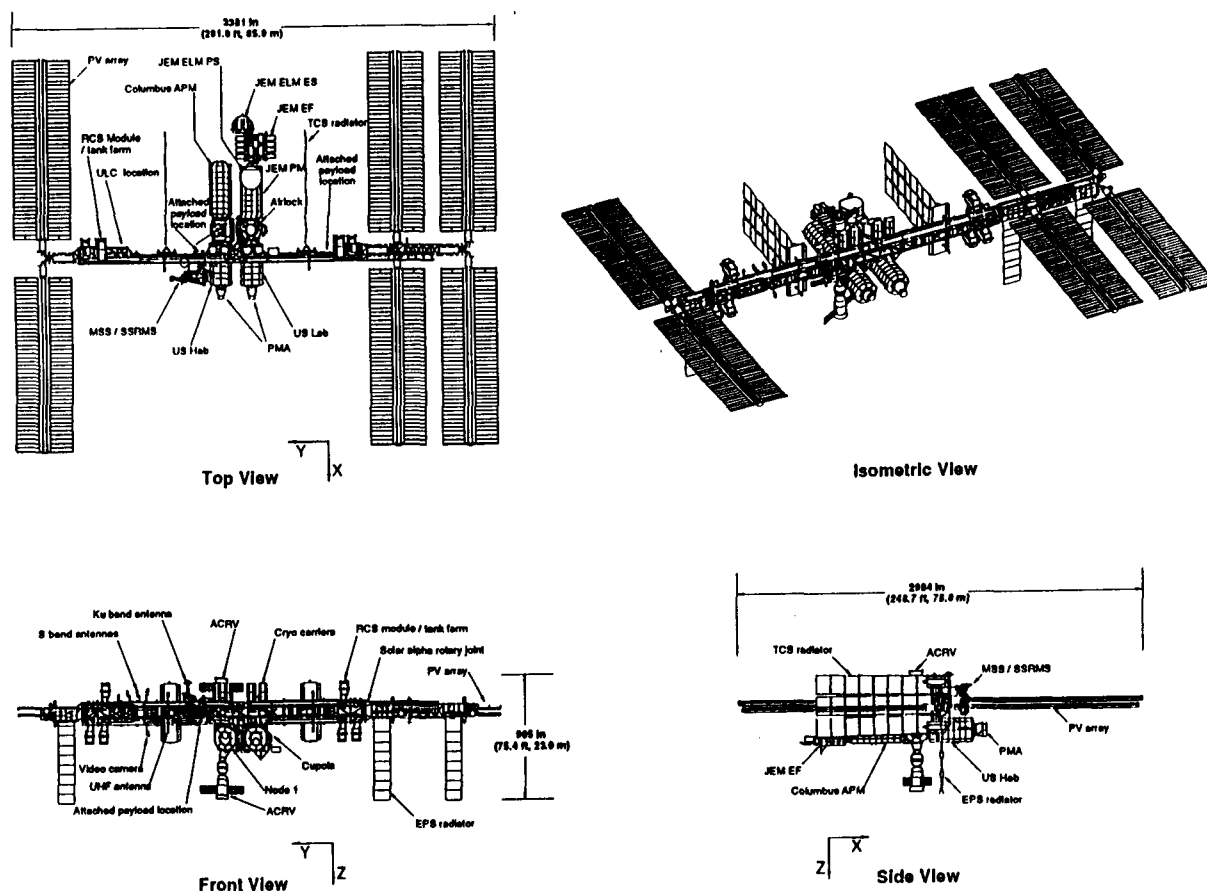 3381 in
(281.8 ft, 85.9 m)
PV array
JEM ELM PS
JEM ELM ES
Columbus APM
JEM EF
TCS radiator
RCS Module
/ tank farm
Attached
payload
location
ULC location
JEM PM
Attached
payload
location
Airlock
MSS / SSRMS
US Lab
US Hab
PMA
Y
X
Top View
Isometric View
Ku band antenna
ACRV
Cryo carriers
RCS module / tank farm
S band antennas
Solar alpha rotary joint
PV array
(75.4 ft, 23.0 m)
Video camera
Cupola
UHF antenna
Node 1
Attached payload location
ACRV
EPS radiator
Y
Z
Front View
2984 in
(248.7 ft, 75.8 m)
TCS radiator
ACRV
MSS / SSRMS
PV array
JEM EF
PMA
Columbus APM
US Hab
EPS radiator
X
Z
Side View